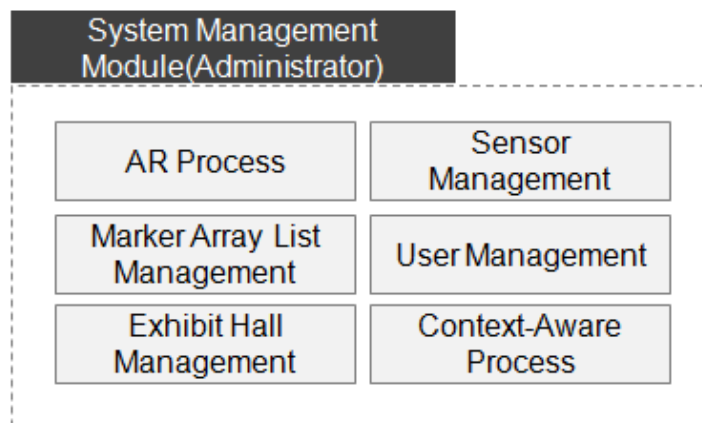 System Management
Module(Administrator)
AR Process
Sensor
Management
Marker Array List
Management
User Management
Exhibit Hall
Management
Context-Aware
Process